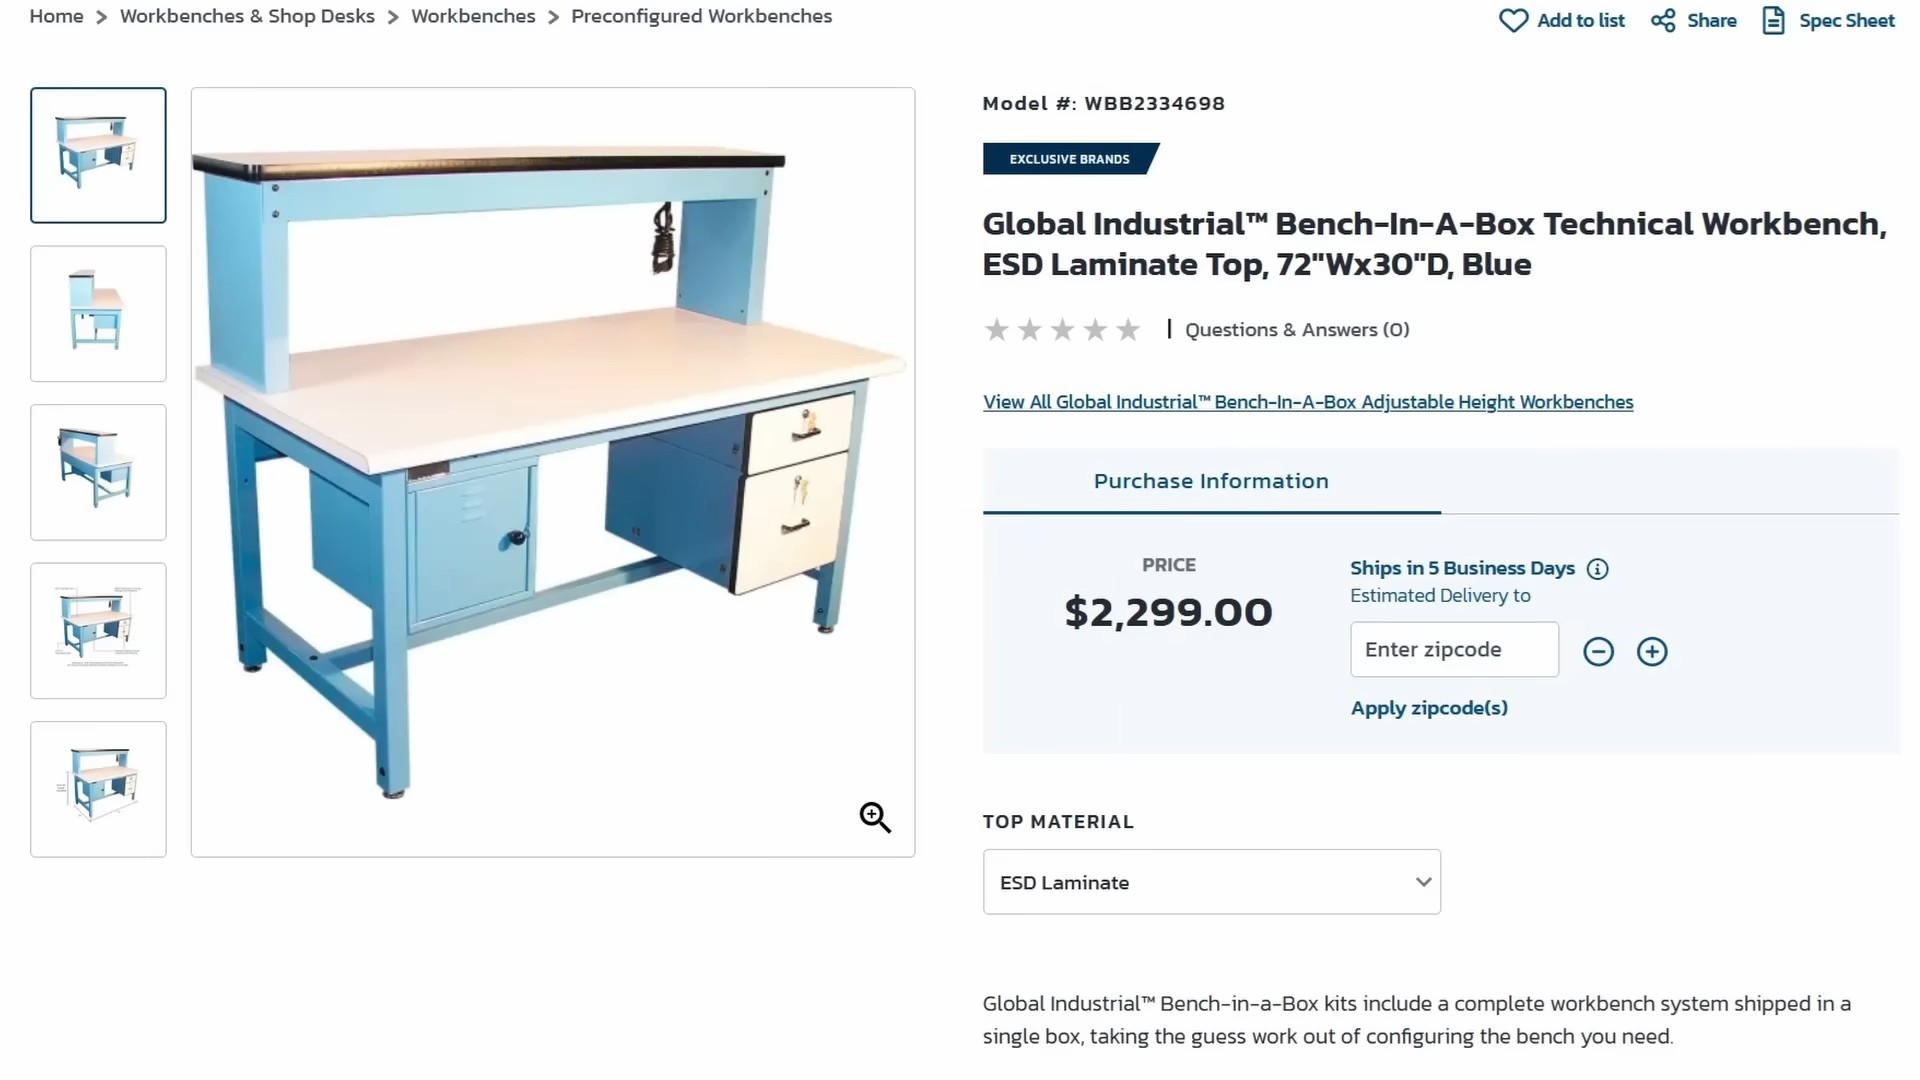 Home > Workbenches & Shop Desks > Workbenches > Preconfigured Workbenches
Add to list
Share
Spec Sheet
Model #: WBB2334698
EXCLUSIVE BRANDS
Global Industrial™ Bench-In-A-Box Technical Workbench,
ESD Laminate Top, 72"Wx30"D, Blue
| Questions & Answers (0)
View All Global Industrial™ Bench-In-A-Box Adjustable Height Workbenches
Purchase Information
PRICE
$2,299.00
Ships in 5 Business Days
Estimated Delivery to
Enter zipcode
Apply zipcode(s)
TOP MATERIAL
ESD Laminate
Global Industrial™ Bench-in-a-Box kits include a complete workbench system shipped in a
single box, taking the guess work out of configuring the bench you need.